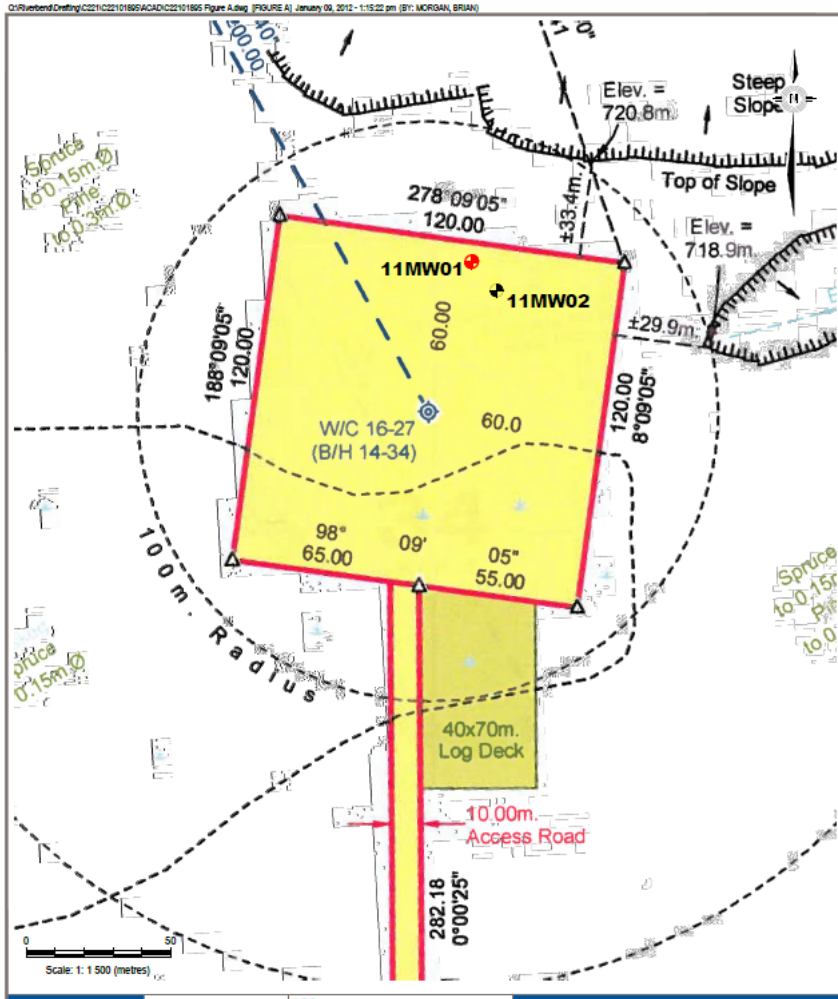 Q:\Riverbend\Drafting\C221\C22101895\ACAD\C22101895 Figure A.dwg [FIGURE A] January 09, 2012 - 1:15:22 pm (BY: MORGAN, BRIAN)
Steep
Slope
N
Elev. =
720.8m.
Top of Slope
Elev. =
718.9m.
Spruce
to 0.15m Ø
Pine
to 0.3m Ø
278°09'05"
120.00
±33.4m.
11MW01
11MW02
60.00
±29.9m.
188°09'05"
120.00
120.00
8°09'05"
W/C 16-27
(B/H 14-34)
60.0
98°
09'
05"
65.00
55.00
100m. Radius
Spruce
to 0.15
0.15m Ø
40x70m.
Log Deck
10.00m.
Access Road
282.18
0°00'25"
0
50
Scale: 1: 1 500 (metres)